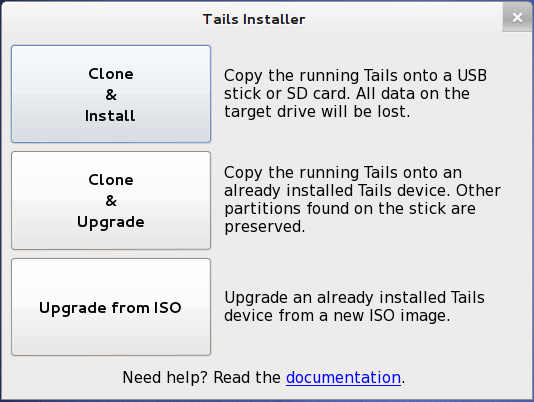 Tails Installer
Clone
&
Install
Copy the running Tails onto a USB
stick or SD card. All data on the
target drive will be lost.
Clone
&
Upgrade
Copy the running Tails onto an
already installed Tails device. Other
partitions found on the stick are
preserved.
Upgrade from ISO
Upgrade an already installed Tails
device from a new ISO image.
Need help? Read the documentation.